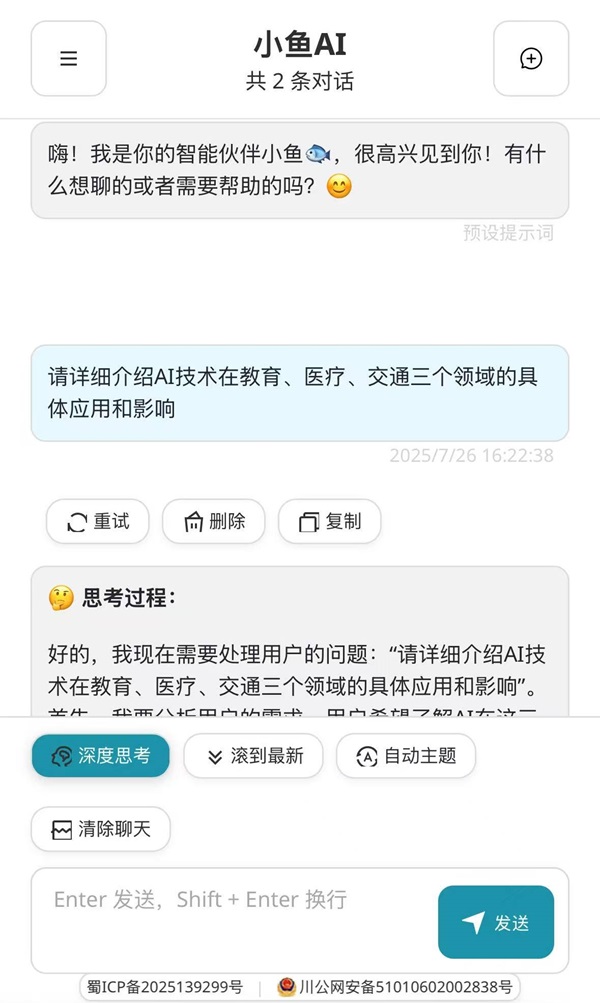 小鱼AI
共 2 条对话
嗨！我是你的智能伙伴小鱼🐟，很高兴见到你！有什
么想聊的或者需要帮助的吗？😊
预设提示词
请详细介绍AI技术在教育、医疗、交通三个领域的具
体应用和影响
2025/7/26 16:22:38
重试 删除 复制
🤔 思考过程：
好的，我现在需要处理用户的问题：“请详细介绍AI技
术在教育、医疗、交通三个领域的具体应用和影响”。
首先，我要分析用户的需求。用户希望了解AI在这三
深度思考 滚到最新 自动主题
清除聊天
Enter 发送，Shift + Enter 换行
发送
蜀ICP备2025139299号 | 川公网安备51010602002838号